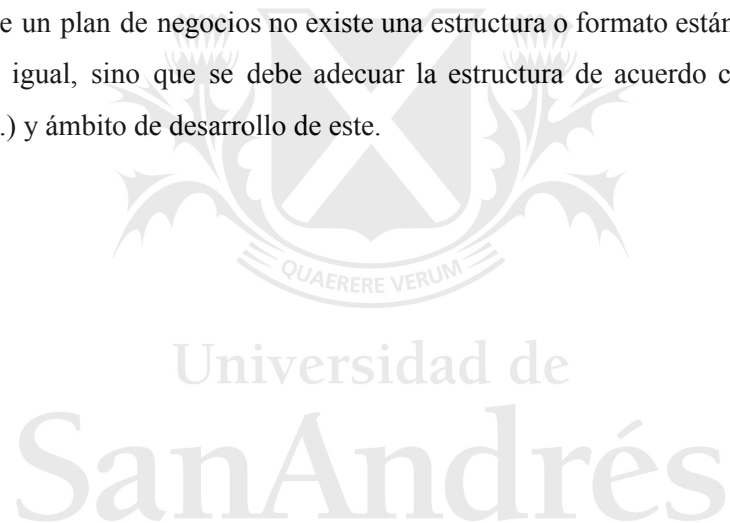 e un plan de negocios no existe una estructura o formato están
igual, sino que se debe adecuar la estructura de acuerdo c
.) y ámbito de desarrollo de este.
QUAERERE VERUM
Universidad de
SanAndrés